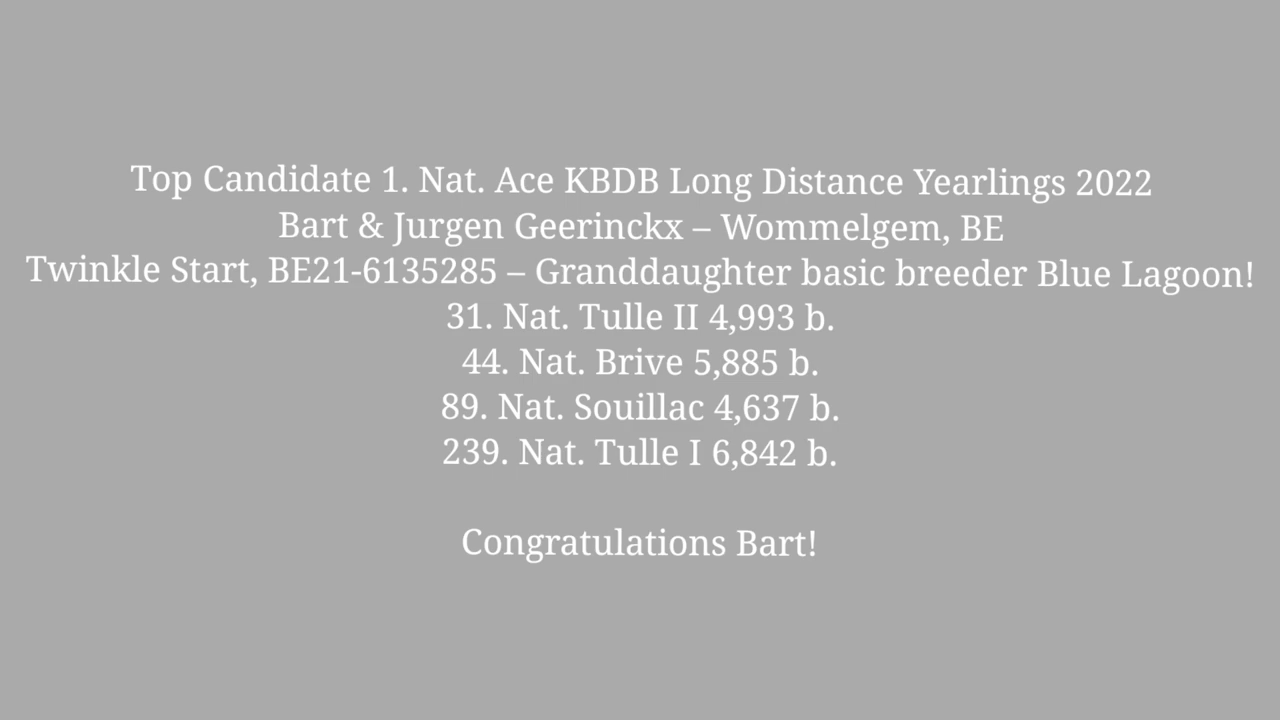 Top Candidate 1. Nat. Ace KBDB Long Distance Yearlings 2022
Bart & Jurgen Geerinckx – Wommelgem, BE
Twinkle Start, BE21-6135285 – Granddaughter basic breeder Blue Lagoon!
31. Nat. Tulle II 4,993 b.
44. Nat. Brive 5,885 b.
89. Nat. Souillac 4,637 b.
239. Nat. Tulle I 6,842 b.
Congratulations Bart!